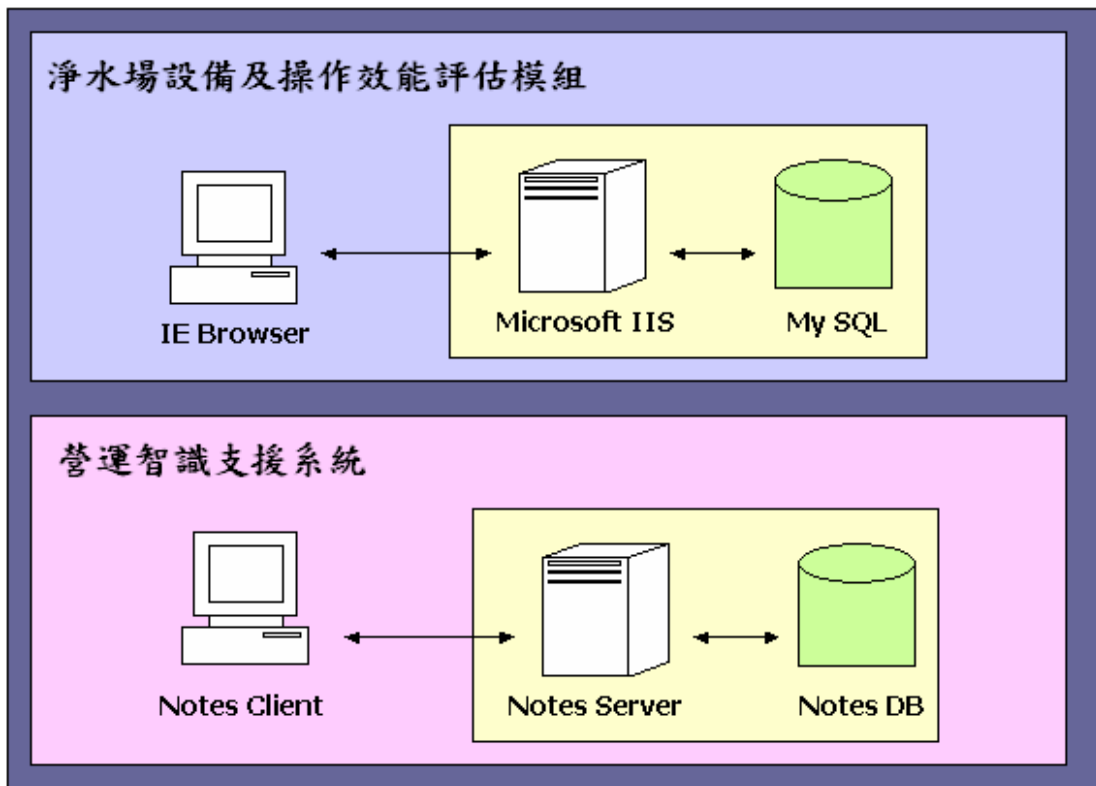 淨水場設備及操作效能評估模組
IE Browser
Microsoft IIS
My SQL
營運智識支援系統
Notes Client
Notes Server
Notes DB